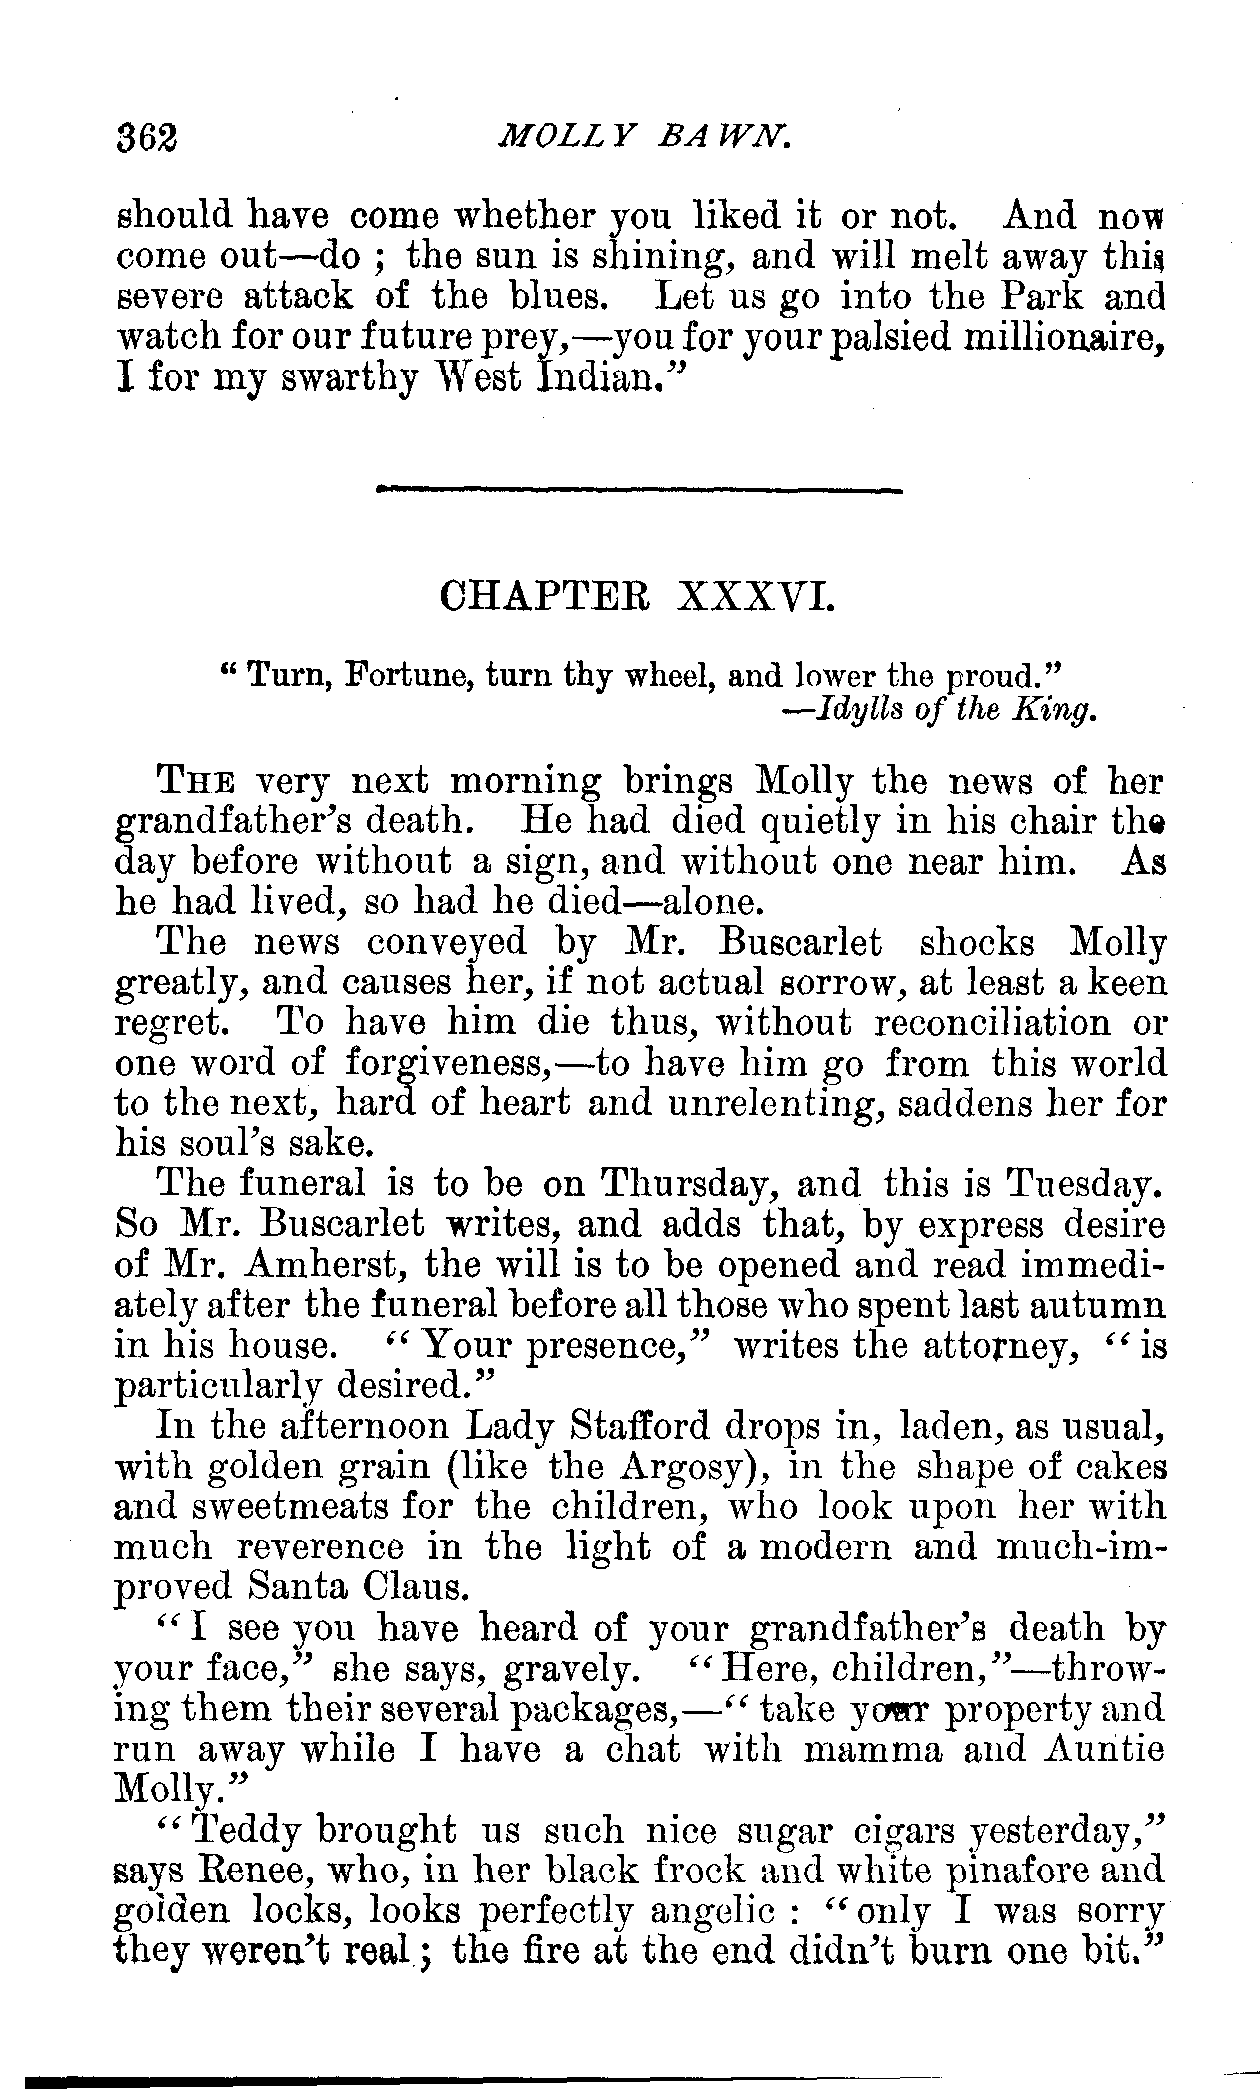 362 MOLLY BAWN.
should have come whether you liked it or not. And now
come out—do ; the sun is shining, and will melt away this
severe attack of the blues. Let us go into the Park and
watch for our future prey,—you for your palsied millionaire,
I for my swarthy West Indian.”
CHAPTER XXXVI.
“ Turn, Fortune, turn thy wheel, and lower the proud.”
—Idylls of the King.
THE very next morning brings Molly the news of her
grandfather’s death. He had died quietly in his chair the
day before without a sign, and without one near him. As
he had lived, so had he died—alone.
The news conveyed by Mr. Buscarlet shocks Molly
greatly, and causes her, if not actual sorrow, at least a keen
regret. To have him die thus, without reconciliation or
one word of forgiveness,—to have him go from this world
to the next, hard of heart and unrelenting, saddens her for
his soul’s sake.
The funeral is to be on Thursday, and this is Tuesday.
So Mr. Buscarlet writes, and adds that, by express desire
of Mr. Amherst, the will is to be opened and read immedi-
ately after the funeral before all those who spent last autumn
in his house. “ Your presence,” writes the attorney, “ is
particularly desired.”
In the afternoon Lady Stafford drops in, laden, as usual,
with golden grain (like the Argosy), in the shape of cakes
and sweetmeats for the children, who look upon her with
much reverence in the light of a modern and much-im-
proved Santa Claus.
“ I see you have heard of your grandfather’s death by
your face,” she says, gravely. “ Here, children,”—throw-
ing them their several packages,—“ take your property and
run away while I have a chat with mamma and Auntie
Molly.”
“ Teddy brought us such nice sugar cigars yesterday,”
says Renee, who, in her black frock and white pinafore and
golden locks, looks perfectly angelic : “ only I was sorry
they weren’t real ; the fire at the end didn’t burn one bit.”